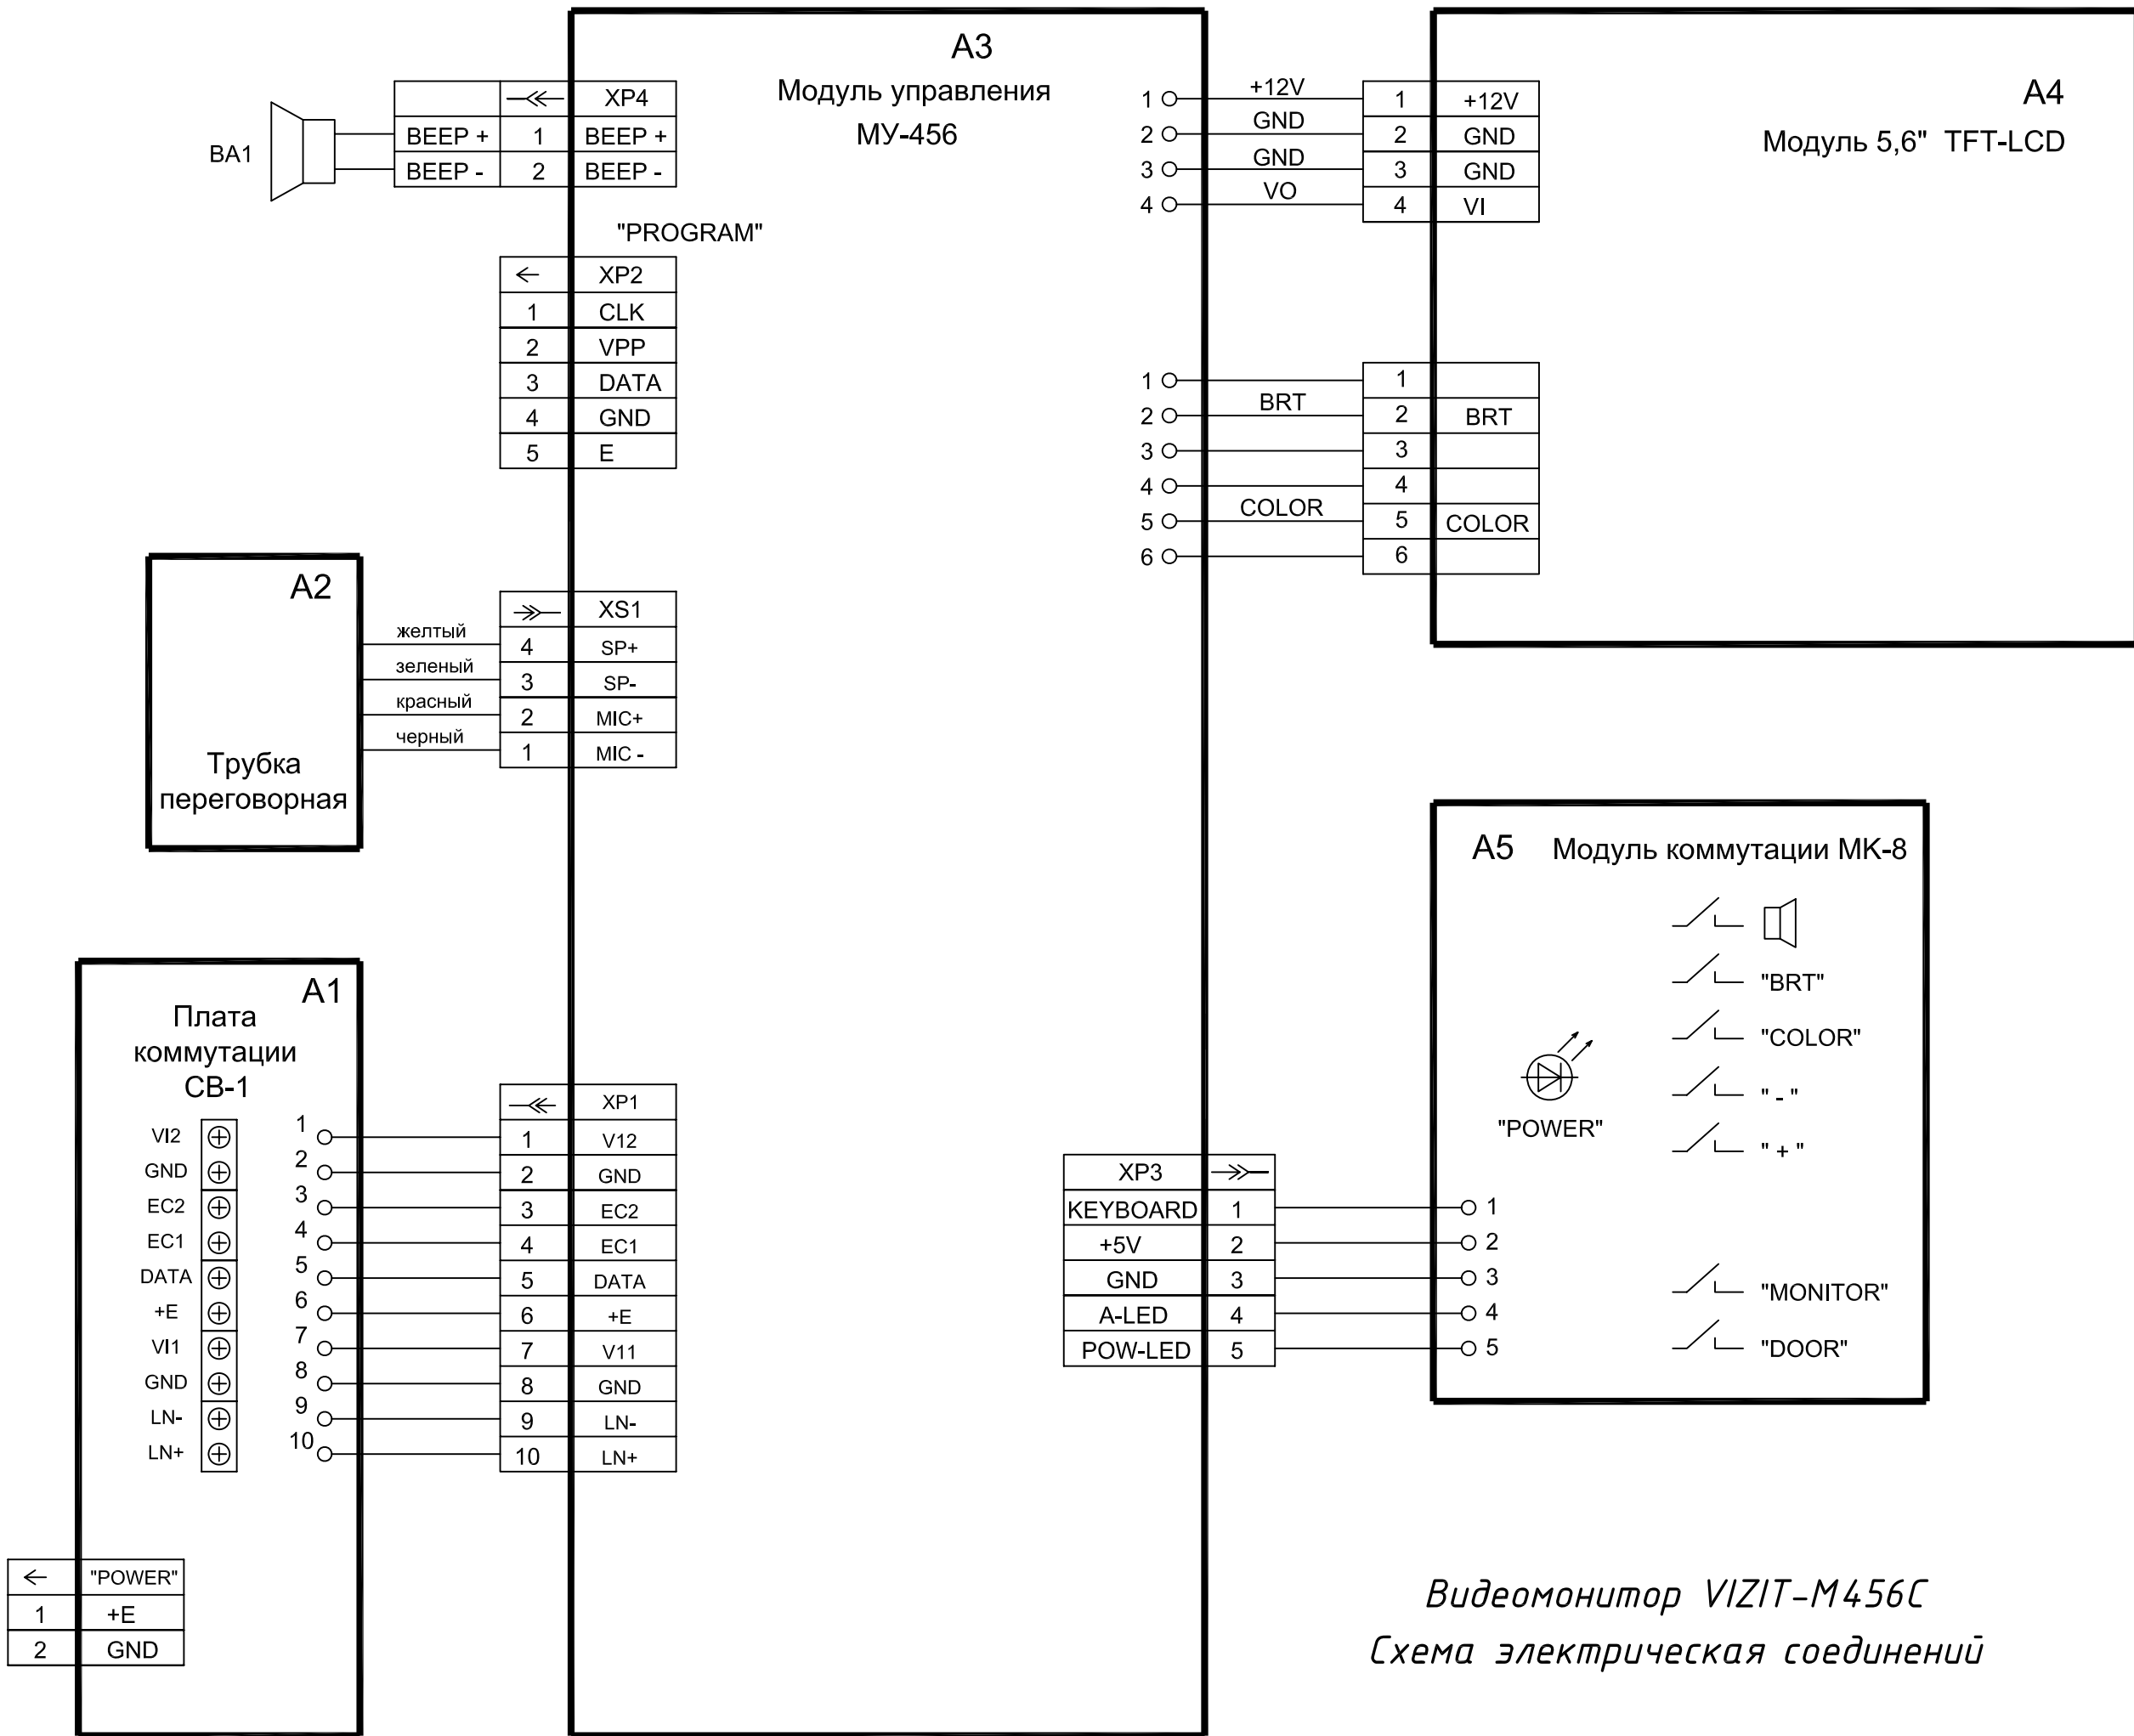 A3
Модуль управления
МУ-456
BA1
XP4
BEEP + 1 BEEP +
BEEP - 2 BEEP -
"PROGRAM"
XP2
1 CLK
2 VPP
3 DATA
4 GND
5 E
A2
Трубка
переговорная
XS1
желтый 4 SP+
зеленый 3 SP-
красный 2 MIC+
черный 1 MIC -
A1
Плата
коммутации
СВ-1
XP1
VI2 1 1 V12
GND 2 2 GND
EC2 3 3 EC2
EC1 4 4 EC1
DATA 5 5 DATA
+E 6 6 +E
VI1 7 7 V11
GND 8 8 GND
LN- 9 9 LN-
LN+ 10 10 LN+
"POWER"
1 +E
2 GND
A4
Модуль 5,6" TFT-LCD
1 +12V 1 +12V
2 GND 2 GND
3 GND 3 GND
4 VO 4 VI
1 1
2 BRT 2 BRT
3 3
4 4
5 COLOR 5 COLOR
6 6
A5 Модуль коммутации МК-8
"BRT"
"COLOR"
" - "
" + "
"POWER"
XP3
KEYBOARD 1 1
+5V 2 2
GND 3 3
A-LED 4 4
POW-LED 5 5
"MONITOR"
"DOOR"
Видеомонитор VIZIT-M456C
Схема электрическая соединений